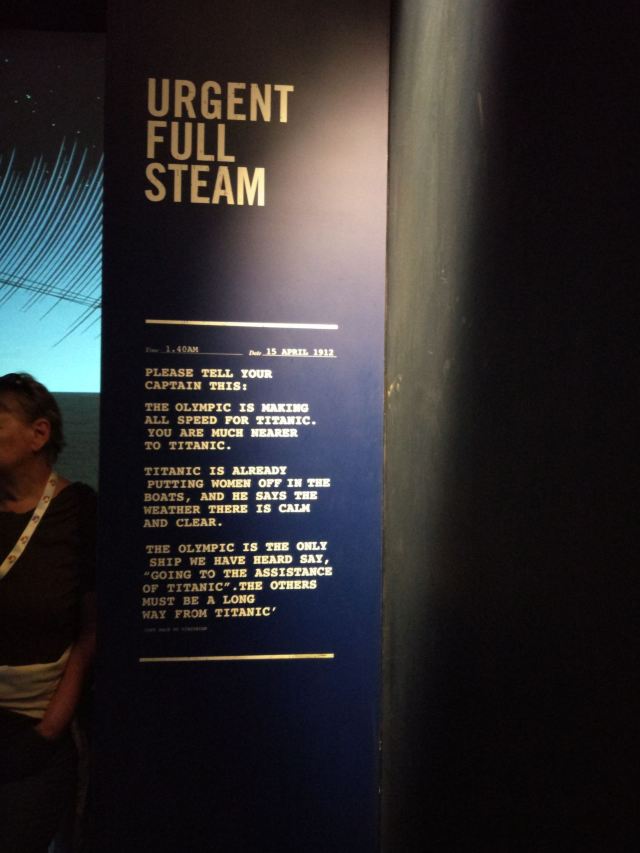 URGENT
FULL
STEAM
Time 1.40AM Date 15 APRIL 1912
PLEASE TELL YOUR
CAPTAIN THIS:
THE OLYMPIC IS MAKING
ALL SPEED FOR TITANIC.
YOU ARE MUCH NEARER
TO TITANIC.
TITANIC IS ALREADY
PUTTING WOMEN OFF IN THE
BOATS, AND HE SAYS THE
WEATHER THERE IS CALM
AND CLEAR.
THE OLYMPIC IS THE ONLY
SHIP WE HAVE HEARD SAY,
“GOING TO THE ASSISTANCE
OF TITANIC”.THE OTHERS
MUST BE A LONG
WAY FROM TITANIC’